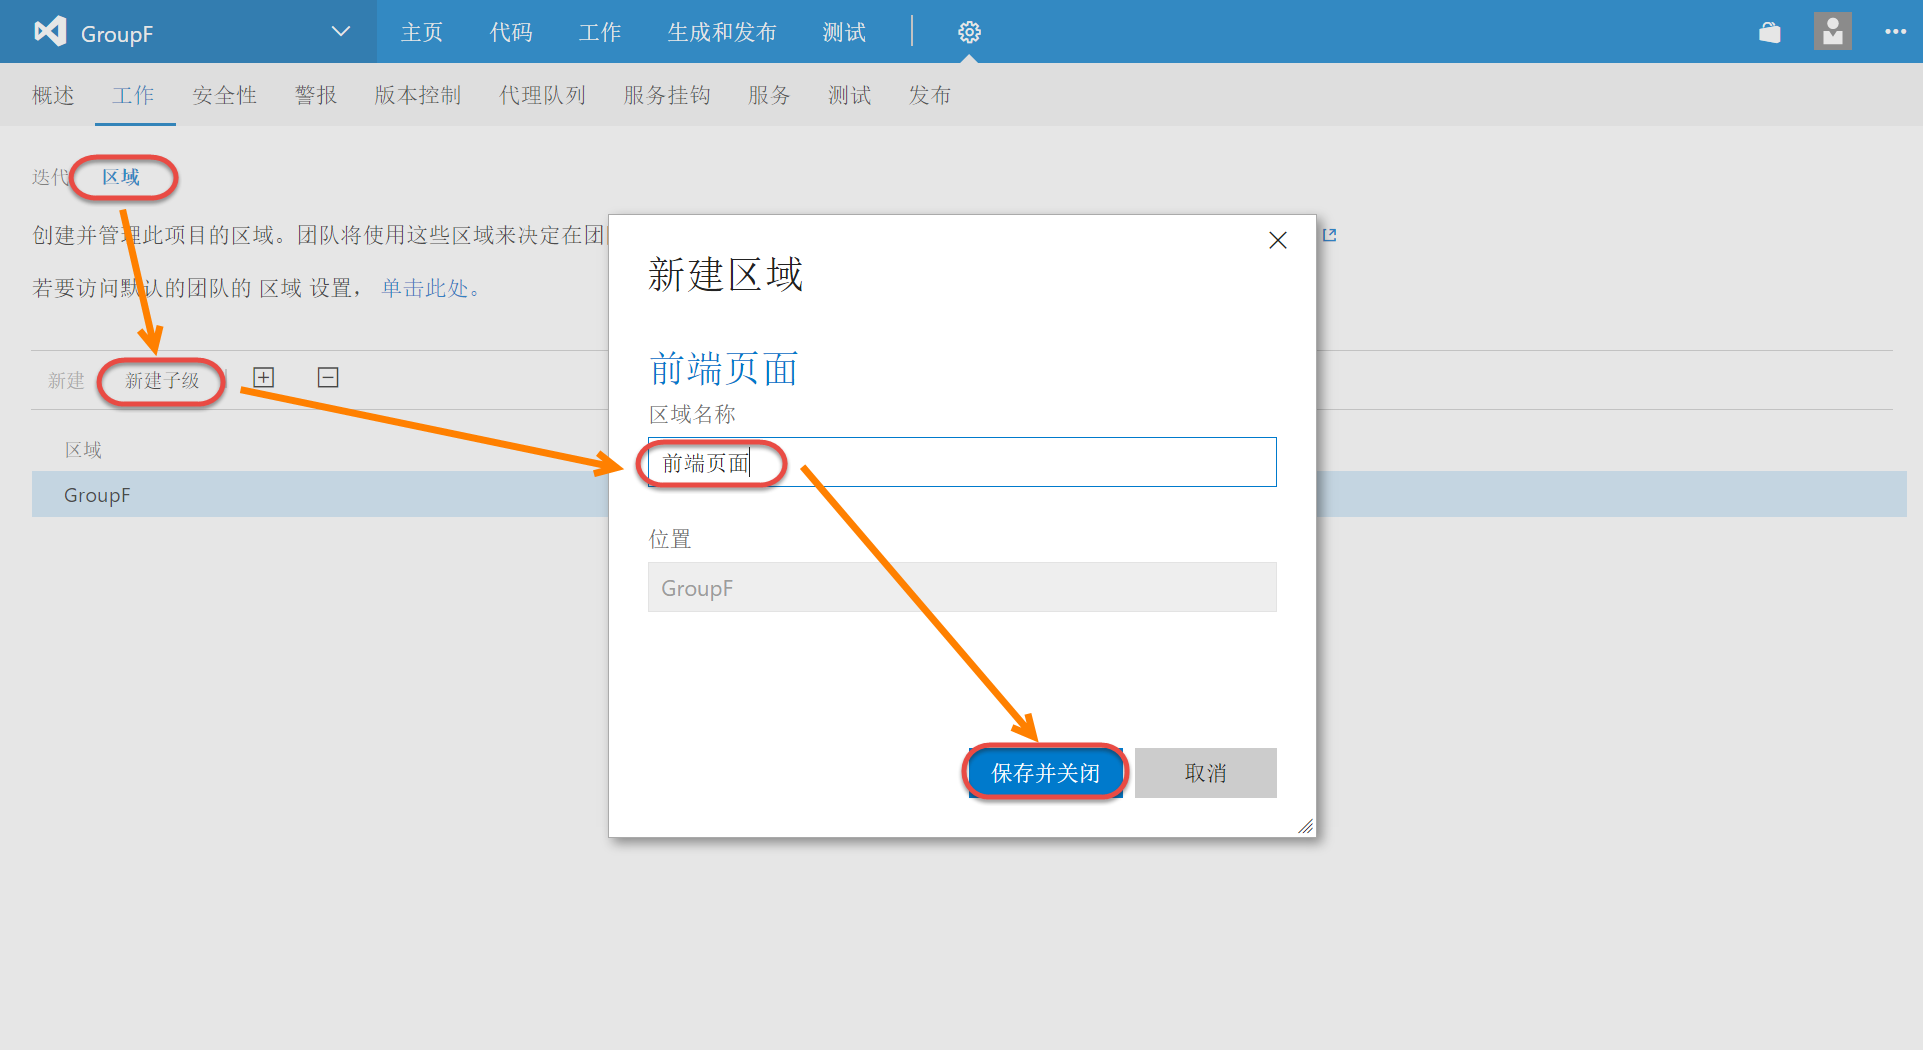 GroupF 主页 代码 工作 生成和发布 测试
概述 工作 安全性 警报 版本控制 代理队列 服务挂钩 服务 测试 发布
迭代 区域
创建并管理此项目的区域。团队将使用这些区域来决定在团
若要访问默认的团队的 区域 设置， 单击此处。
新建 新建子级
区域
GroupF
新建区域
前端页面
区域名称
前端页面
位置
GroupF
保存并关闭 取消